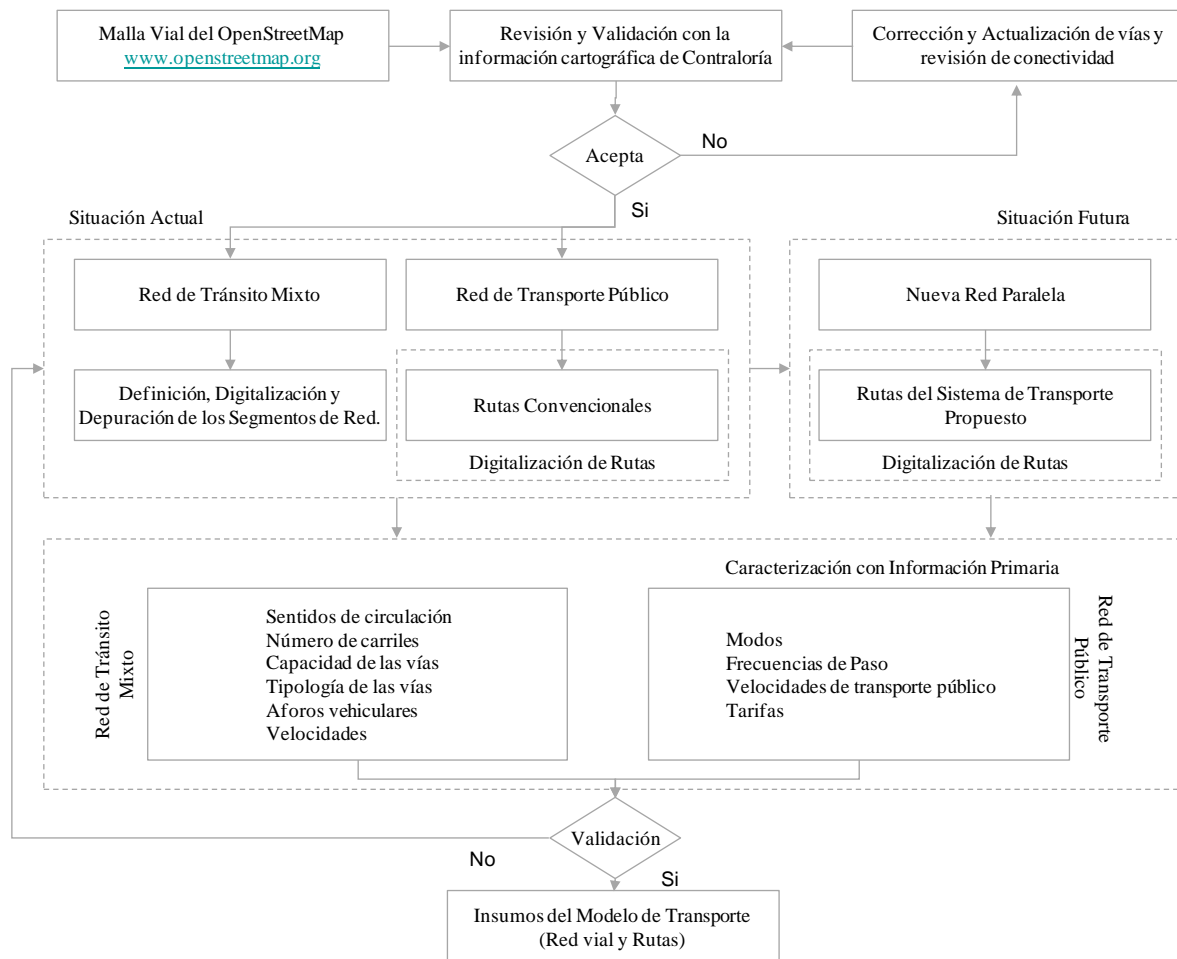 Malla Vial del OpenStreetMap
www.openstreetmap.org
Revisión y Validación con la
información cartográfica de Contraloría
Corrección y Actualización de vías y
revisión de conectividad
Acepta
No
Si
Situación Actual
Situación Futura
Red de Tránsito Mixto
Red de Transporte Público
Nueva Red Paralela
Definición, Digitalización y
Depuración de los Segmentos de Red.
Rutas Convencionales
Rutas del Sistema de Transporte
Propuesto
Digitalización de Rutas
Digitalización de Rutas
Caracterización con Información Primaria
Red de Tránsito
Mixto
Sentidos de circulación
Número de carriles
Capacidad de las vías
Tipología de las vías
Aforos vehiculares
Velocidades
Modos
Frecuencias de Paso
Velocidades de transporte público
Tarifas
Red de Transporte
Público
Validación
No
Si
Insumos del Modelo de Transporte
(Red vial y Rutas)